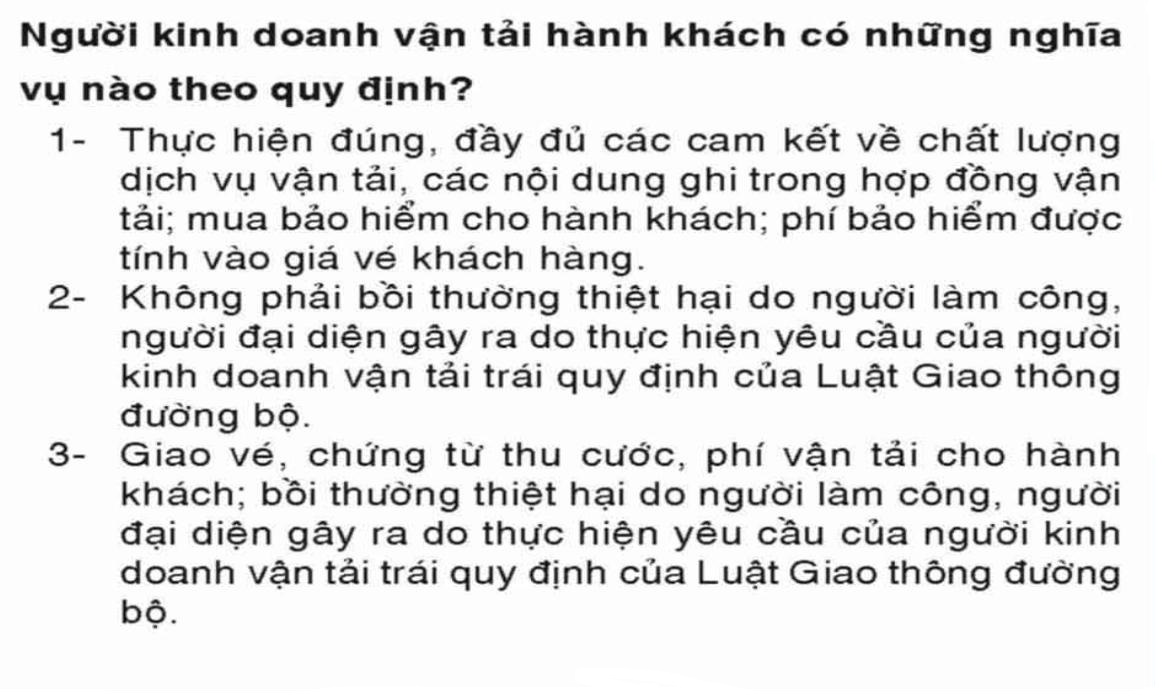 Người kinh doanh vận tải hành khách có những nghĩa
vụ nào theo quy định?
1- Thực hiện đúng, đầy đủ các cam kết về chất lượng
dịch vụ vận tải, các nội dung ghi trong hợp đồng vận
tải; mua bảo hiểm cho hành khách; phí bảo hiểm được
tính vào giá vé khách hàng.
2- Không phải bồi thường thiệt hại do người làm công,
người đại diện gây ra do thực hiện yêu cầu của người
kinh doanh vận tải trái quy định của Luật Giao thông
đường bộ.
3- Giao vé, chứng từ thu cước, phí vận tải cho hành
khách; bồi thường thiệt hại do người làm công, người
đại diện gây ra do thực hiện yêu cầu của người kinh
doanh vận tải trái quy định của Luật Giao thông đường
bộ.